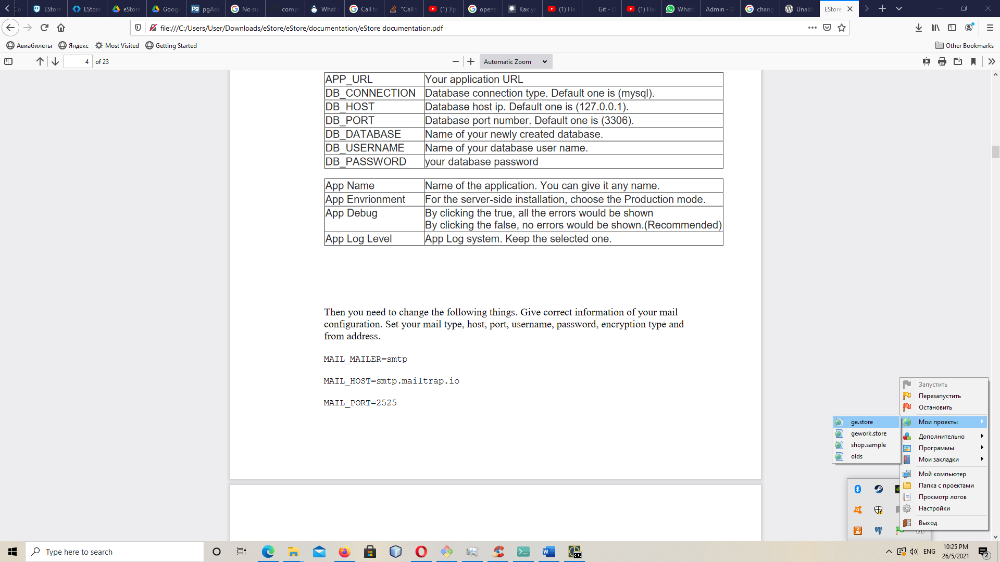 EStore
EStore
eStore
Googl
pgAdr
No suc
comp
What i
Call to
"Call t
(1) Ур
opens
Как ус
(1) На
Git - D
(1) На
Whats
Admin - G
chang
Unabl
EStore
file:///C:/Users/User/Downloads/eStore/eStore/documentation/eStore documentation.pdf
Авиабилеты
Яндекс
Most Visited
Getting Started
Other Bookmarks
4 of 23
Automatic Zoom
APP_URL Your application URL
DB_CONNECTION Database connection type. Default one is (mysql).
DB_HOST Database host ip. Default one is (127.0.0.1).
DB_PORT Database port number. Default one is (3306).
DB_DATABASE Name of your newly created database.
DB_USERNAME Name of your database user name.
DB_PASSWORD your database password
App Name Name of the application. You can give it any name.
App Envrionment For the server-side installation, choose the Production mode.
App Debug By clicking the true, all the errors would be shown
By clicking the false, no errors would be shown.(Recommended)
App Log Level App Log system. Keep the selected one.
Then you need to change the following things. Give correct information of your mail
configuration. Set your mail type, host, port, username, password, encryption type and
from address.
MAIL_MAILER=smtp
MAIL_HOST=smtp.mailtrap.io
MAIL_PORT=2525
Запустить
Перезапустить
Остановить
Мои проекты
Дополнительно
Программы
Мои закладки
Мой компьютер
Папка с проектами
Просмотр логов
Настройки
Выход
ge.store
gework.store
shop.sample
olds
Type here to search
ENG
10:25 PM
26/5/2021
2